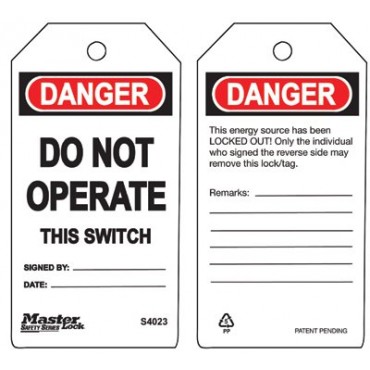 DANGER
DO NOT
OPERATE
THIS SWITCH
SIGNED BY:
DATE:
Master Lock
SAFETY SERIES
S4023
DANGER
This energy source has been
LOCKED OUT! Only the individual
who signed the reverse side may
remove this lock/tag.
Remarks:
PP
PATENT PENDING